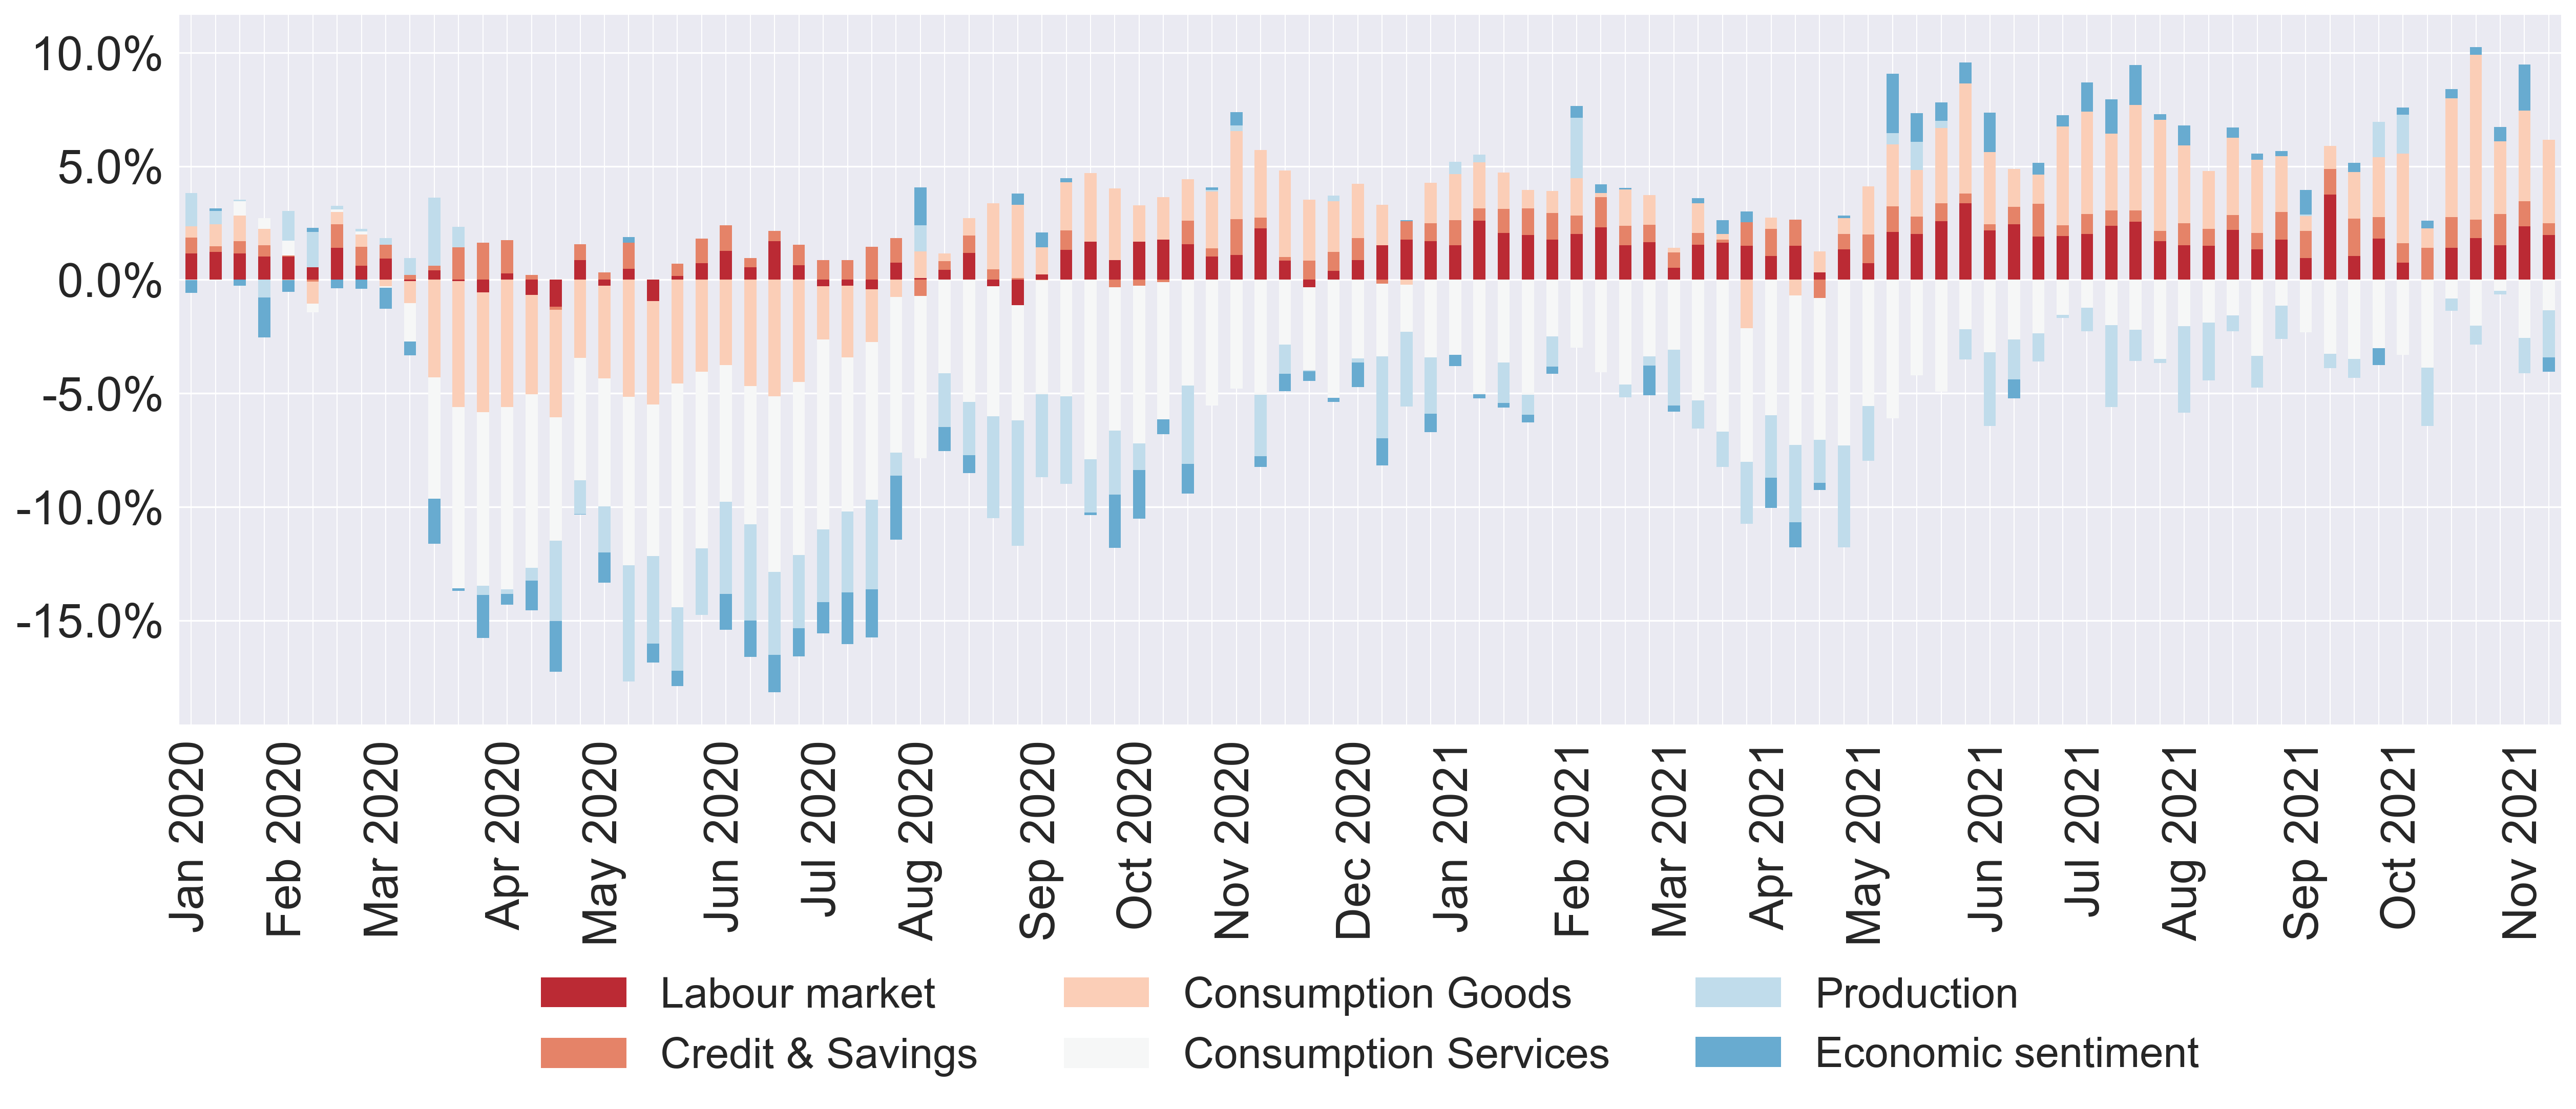 10.0%
5.0%
0.0%
-5.0%
-10.0%
-15.0%
Jan 2020
Feb 2020
Mar 2020
Apr 2020
May 2020
Jun 2020
Jul 2020
Aug 2020
Sep 2020
Oct 2020
Nov 2020
Dec 2020
Jan 2021
Feb 2021
Mar 2021
Apr 2021
May 2021
Jun 2021
Jul 2021
Aug 2021
Sep 2021
Oct 2021
Nov 2021
Labour market
Consumption Goods
Production
Credit & Savings
Consumption Services
Economic sentiment